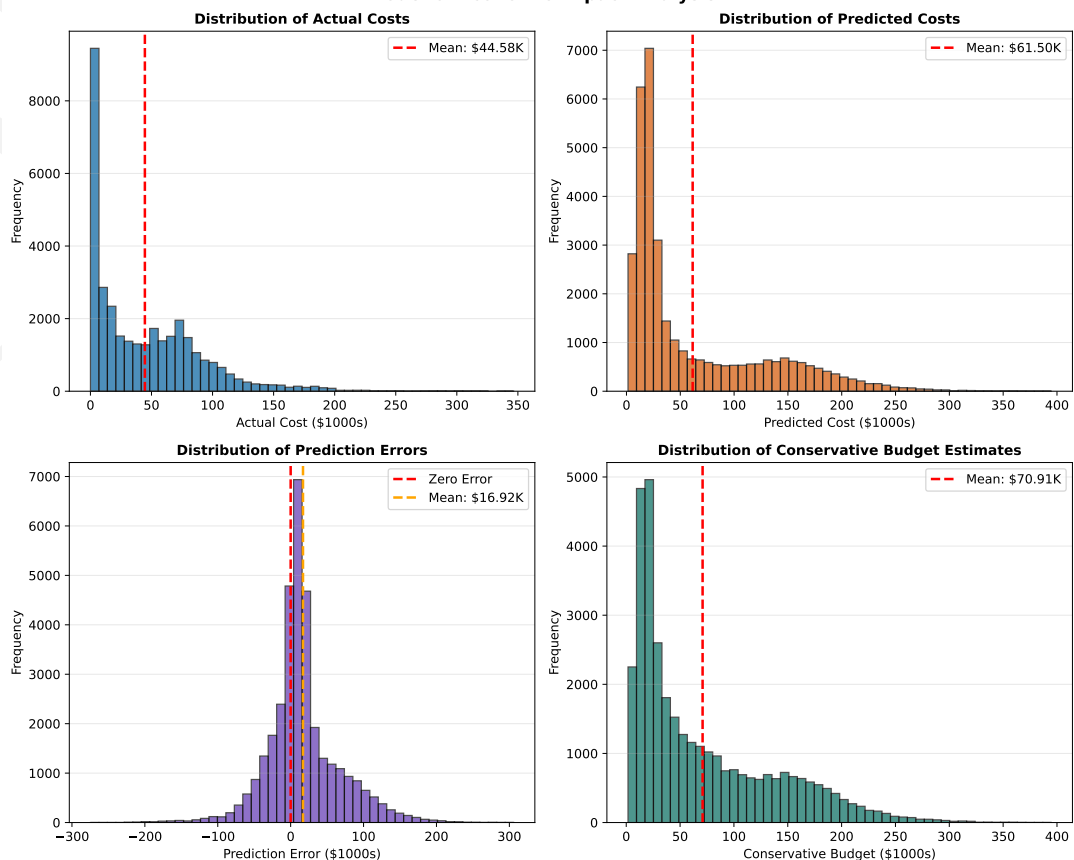 Distribution of Actual Costs
Mean: $44.58K
8000
6000
4000
2000
0
Frequency
0 50 100 150 200 250 300 350
Actual Cost ($1000s)
Distribution of Predicted Costs
Mean: $61.50K
7000
6000
5000
4000
3000
2000
1000
0
Frequency
0 50 100 150 200 250 300 350 400
Predicted Cost ($1000s)
Distribution of Prediction Errors
Zero Error
Mean: $16.92K
7000
6000
5000
4000
3000
2000
1000
0
Frequency
−300 −200 −100 0 100 200 300
Prediction Error ($1000s)
Distribution of Conservative Budget Estimates
Mean: $70.91K
5000
4000
3000
2000
1000
0
Frequency
0 50 100 150 200 250 300 350 400
Conservative Budget ($1000s)